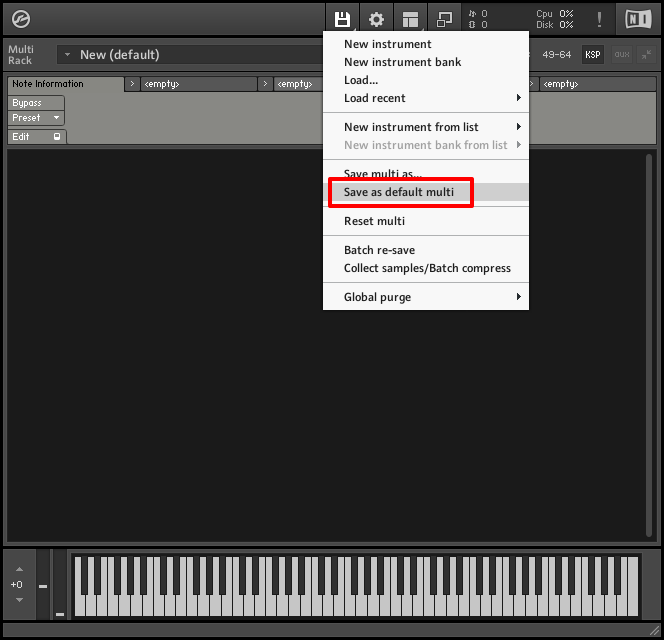 0
0
Cpu 0%
Disk 0%
!
NI
Multi
Rack
New (default)
49-64
KSP
aux
Note Information
>
<empty>
>
<empty>
>
<empty>
Bypass
Preset
Edit
New instrument
New instrument bank
Load...
Load recent
New instrument from list
New instrument bank from list
Save multi as...
Save as default multi
Reset multi
Batch re-save
Collect samples/Batch compress
Global purge
+0